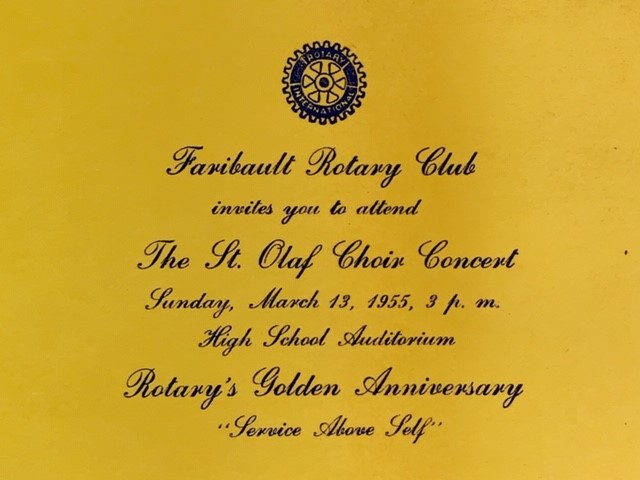 ROTARY
INTERNATIONAL
Faribault Rotary Club
invites you to attend
The St. Olaf Choir Concert
Sunday, March 13, 1955, 3 p. m.
High School Auditorium
Rotary's Golden Anniversary
"Service Above Self"